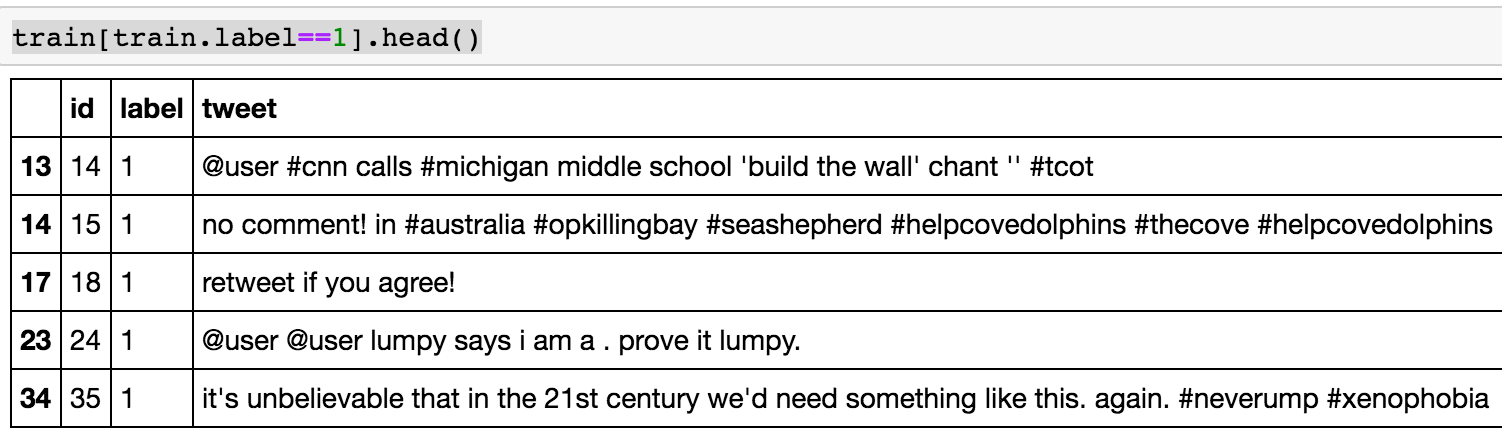 train[train.label==1].head()
id label tweet
13 14 1 @user #cnn calls #michigan middle school 'build the wall' chant '' #tcot
14 15 1 no comment! in #australia #opkillingbay #seashepherd #helpcovedolphins #thecove #helpcovedolphins
17 18 1 retweet if you agree!
23 24 1 @user @user lumpy says i am a . prove it lumpy.
34 35 1 it's unbelievable that in the 21st century we'd need something like this. again. #neverump #xenophobia